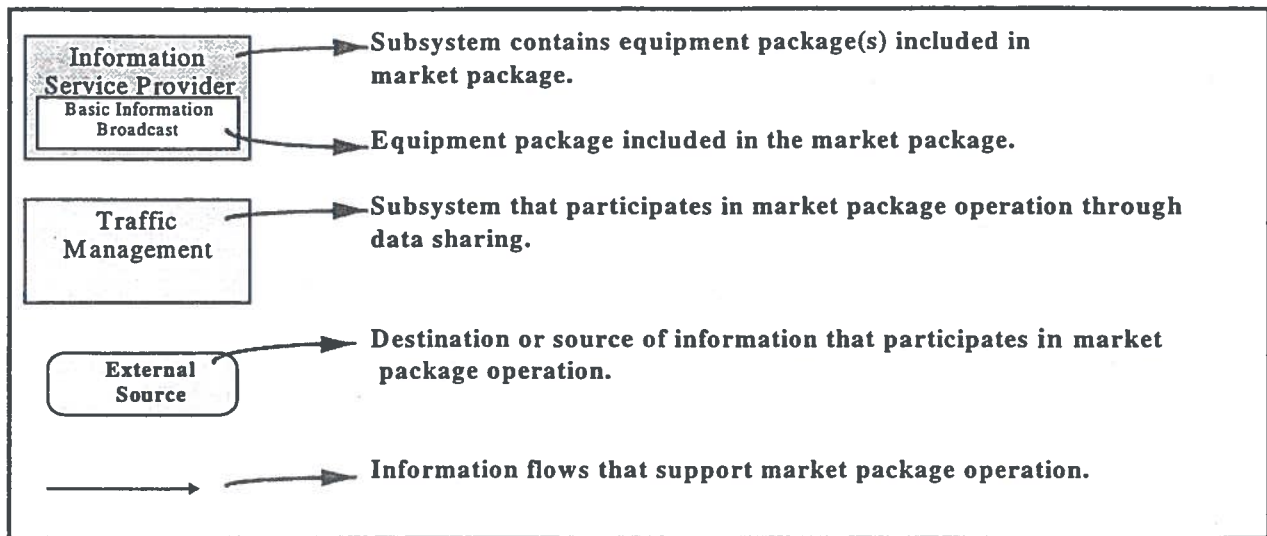 Information
Service Provider
Basic Information
Broadcast
Subsystem contains equipment package(s) included in
market package.
Equipment package included in the market package.
Traffic
Management
Subsystem that participates in market package operation through
data sharing.
External
Source
Destination or source of information that participates in market
package operation.
Information flows that support market package operation.